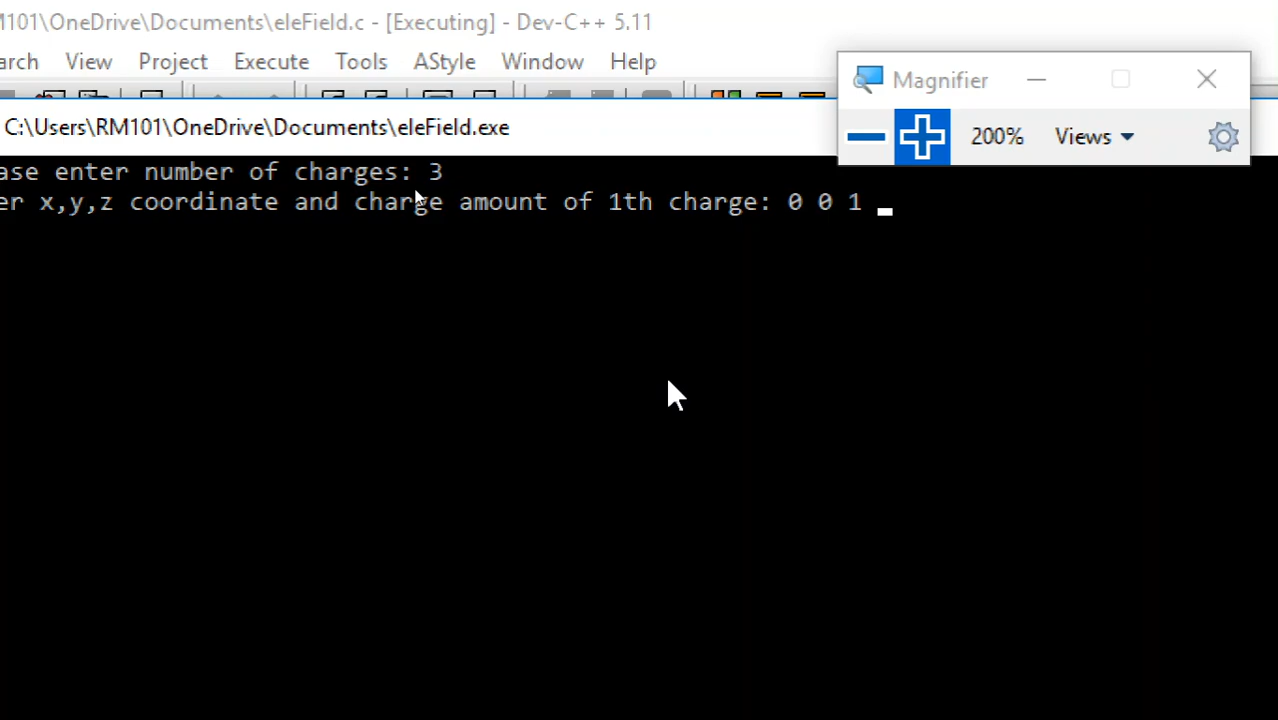 M101\OneDrive\Documents\eleField.c - [Executing] - Dev-C++ 5.11
arch View Project Execute Tools AStyle Window Help
Magnifier
200% Views
C:\Users\RM101\OneDrive\Documents\eleField.exe
ase enter number of charges: 3
er x,y,z coordinate and charge amount of 1th charge: 0 0 1